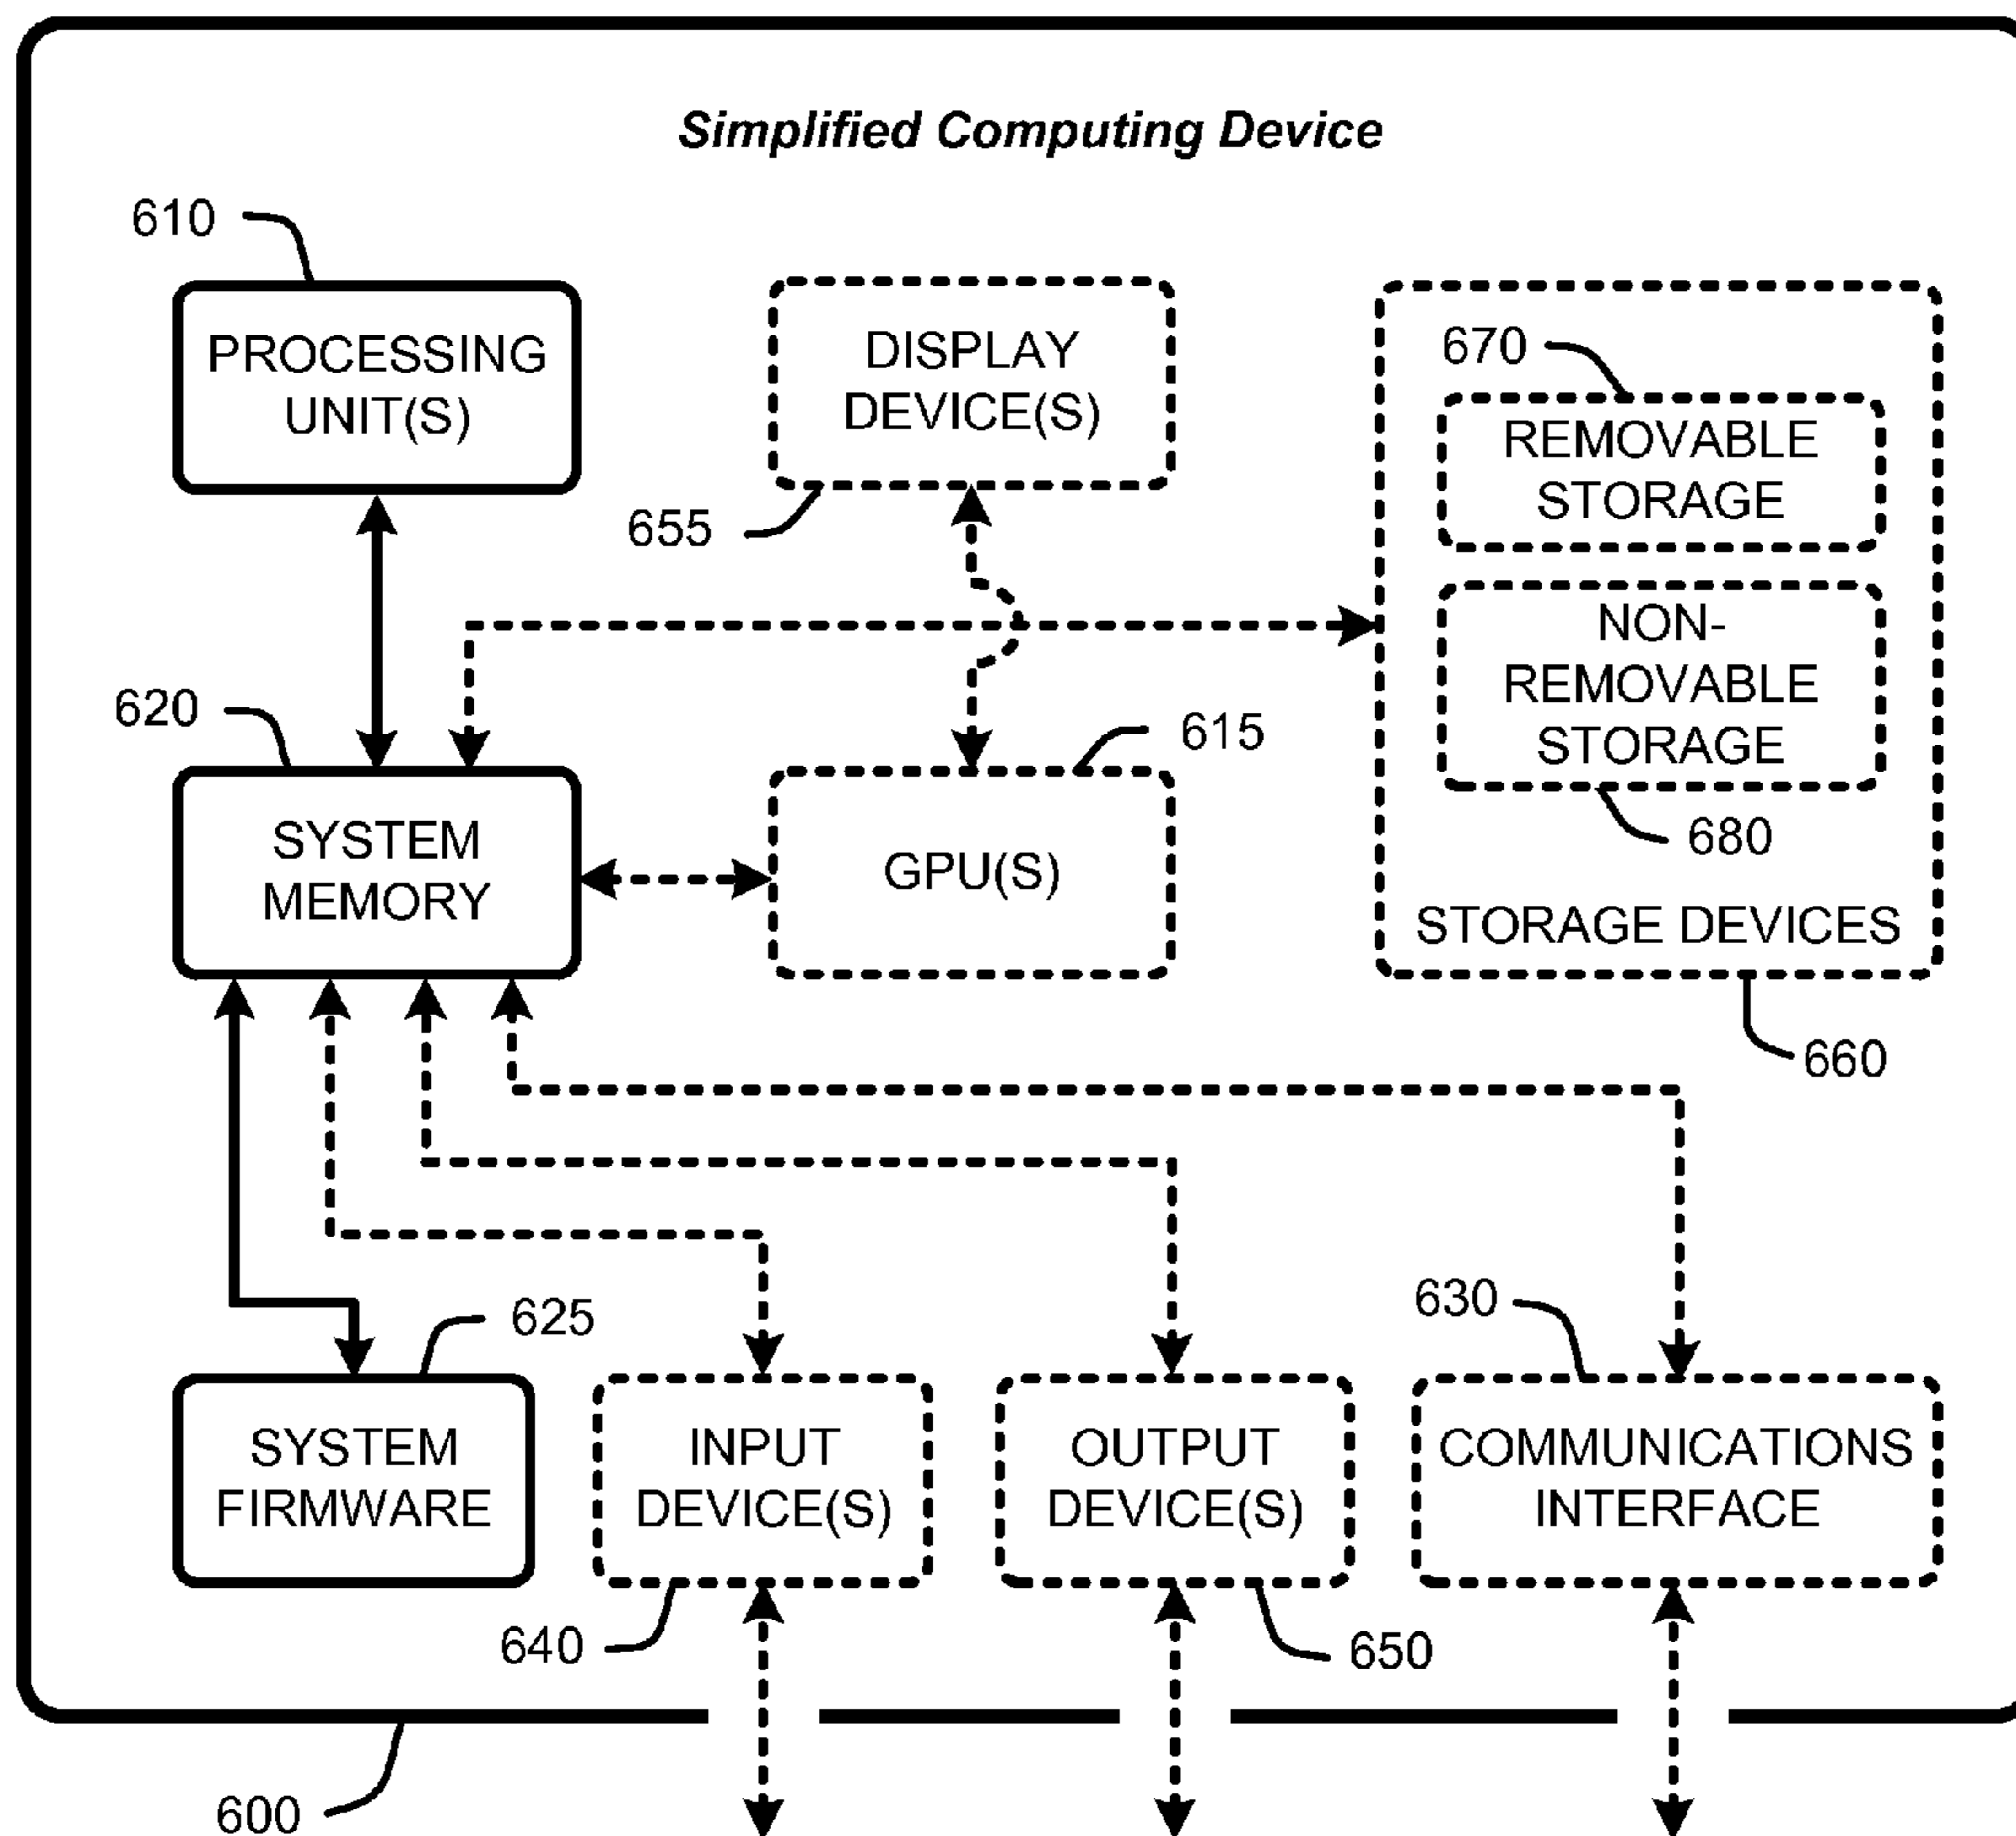 Simplified Computing Device
610
PROCESSING
UNIT(S)
DISPLAY
DEVICE(S)
655
670
REMOVABLE
STORAGE
NON-
REMOVABLE
STORAGE
680
STORAGE DEVICES
660
620
SYSTEM
MEMORY
615
GPU(S)
625
SYSTEM
FIRMWARE
INPUT
DEVICE(S)
640
OUTPUT
DEVICE(S)
650
630
COMMUNICATIONS
INTERFACE
600